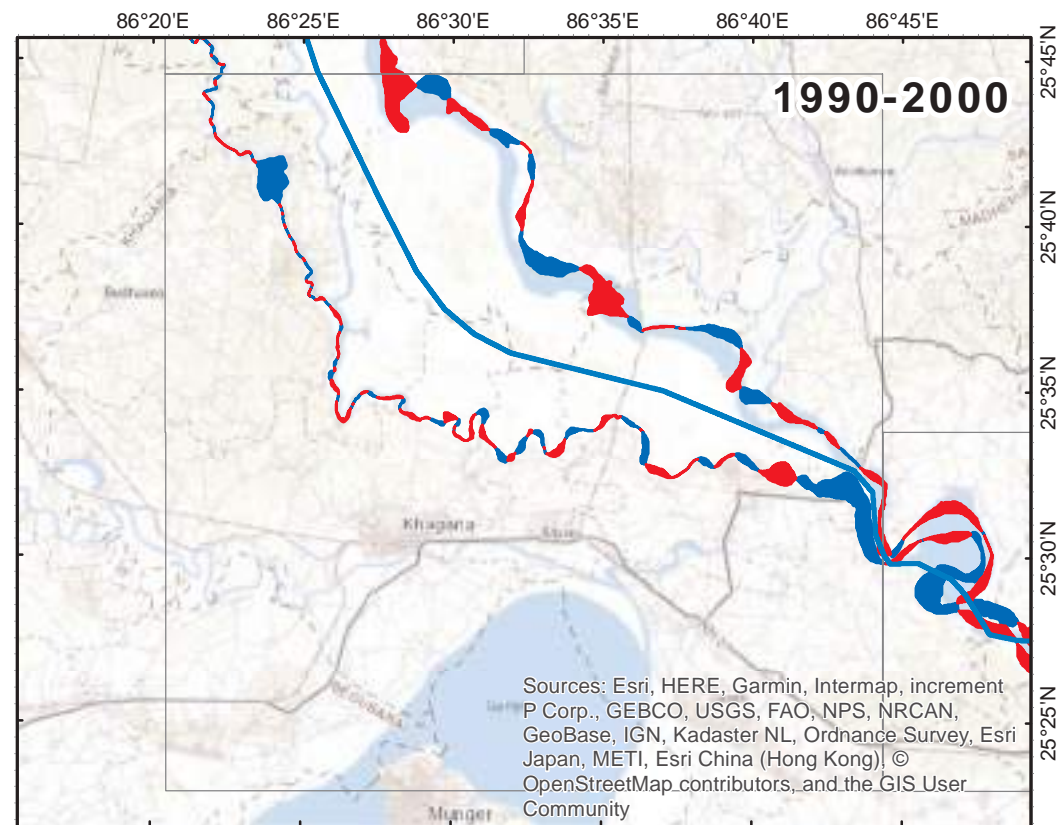 86°20'E 86°25'E 86°30'E 86°35'E 86°40'E 86°45'E
25°45'N
1990-2000
25°40'N
25°35'N
Khagaria
25°30'N
Sources: Esri, HERE, Garmin, Intermap, increment
P Corp., GEBCO, USGS, FAO, NPS, NRCAN,
GeoBase, IGN, Kadaster NL, Ordnance Survey, Esri
Japan, METI, Esri China (Hong Kong), ©
OpenStreetMap contributors, and the GIS User
Community
25°25'N
Munger